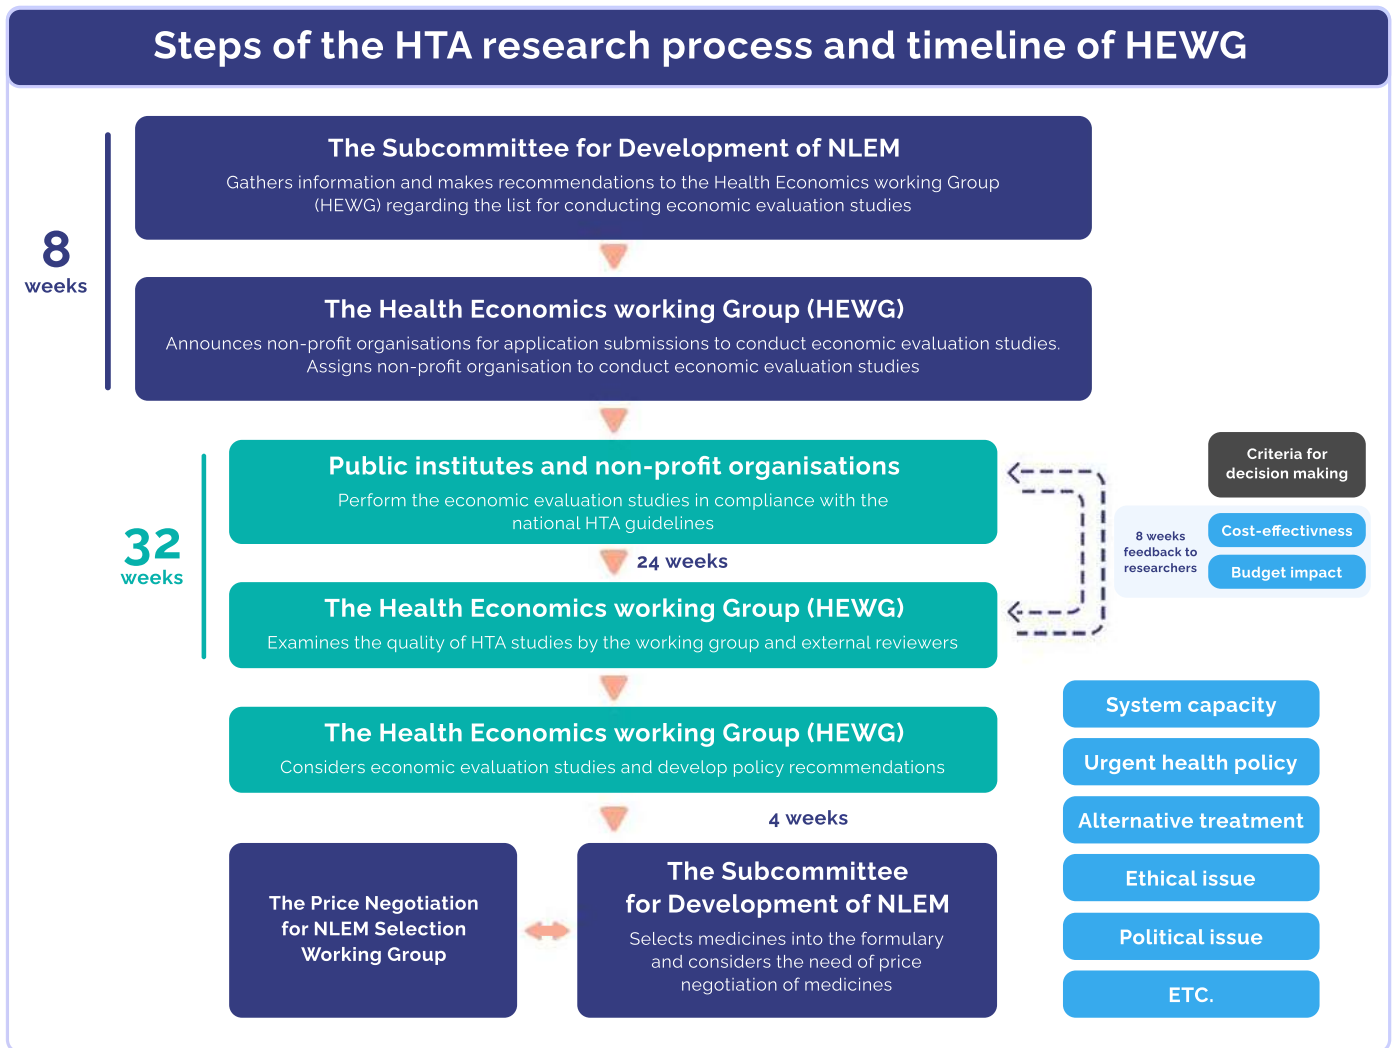 Steps of the HTA research process and timeline of HEWG
The Subcommittee for Development of NLEM
Gathers information and makes recommendations to the Health Economics working Group
(HEWG) regarding the list for conducting economic evaluation studies
8
weeks
The Health Economics working Group (HEWG)
Announces non-profit organisations for application submissions to conduct economic evaluation studies.
Assigns non-profit organisation to conduct economic evaluation studies
Public institutes and non-profit organisations
Perform the economic evaluation studies in compliance with the
national HTA guidelines
32
weeks
24 weeks
The Health Economics working Group (HEWG)
Examines the quality of HTA studies by the working group and external reviewers
Criteria for
decision making
8 weeks
feedback to
researchers
Cost-effectivness
Budget impact
The Health Economics working Group (HEWG)
Considers economic evaluation studies and develop policy recommendations
4 weeks
The Price Negotiation
for NLEM Selection
Working Group
The Subcommittee
for Development of NLEM
Selects medicines into the formulary
and considers the need of price
negotiation of medicines
System capacity
Urgent health policy
Alternative treatment
Ethical issue
Political issue
ETC.